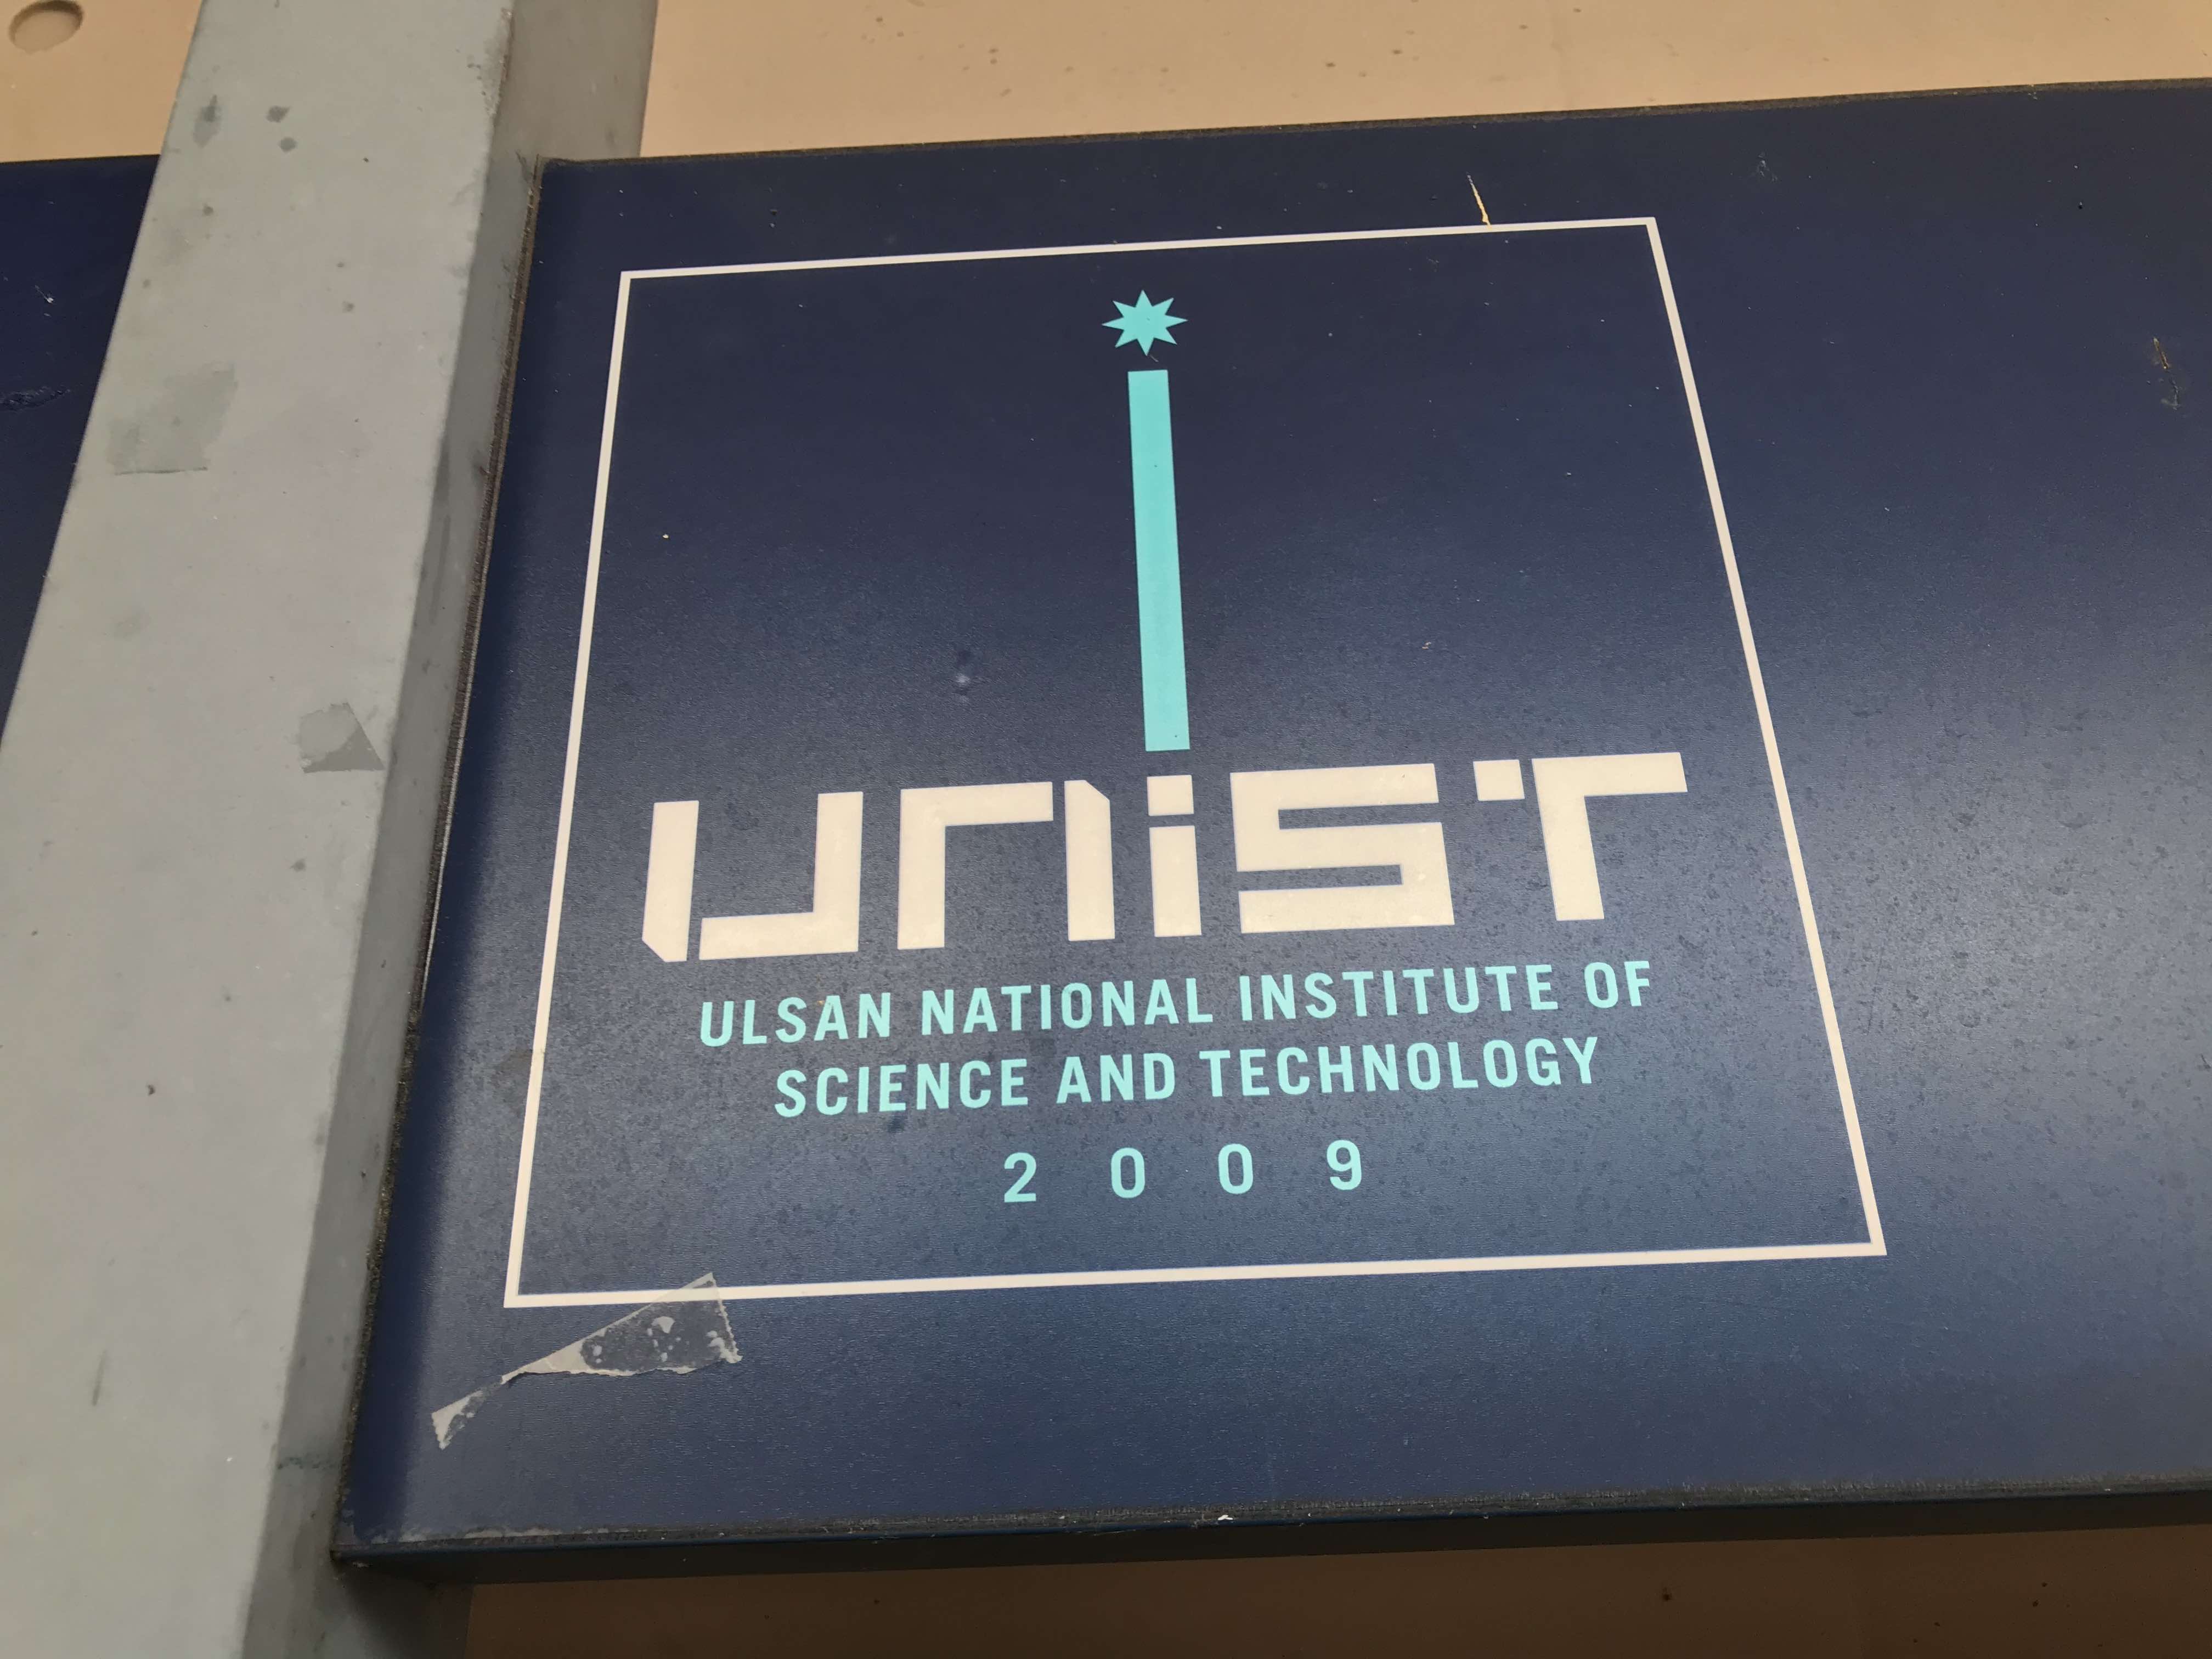 UNIST
ULSAN NATIONAL INSTITUTE OF
SCIENCE AND TECHNOLOGY
2009